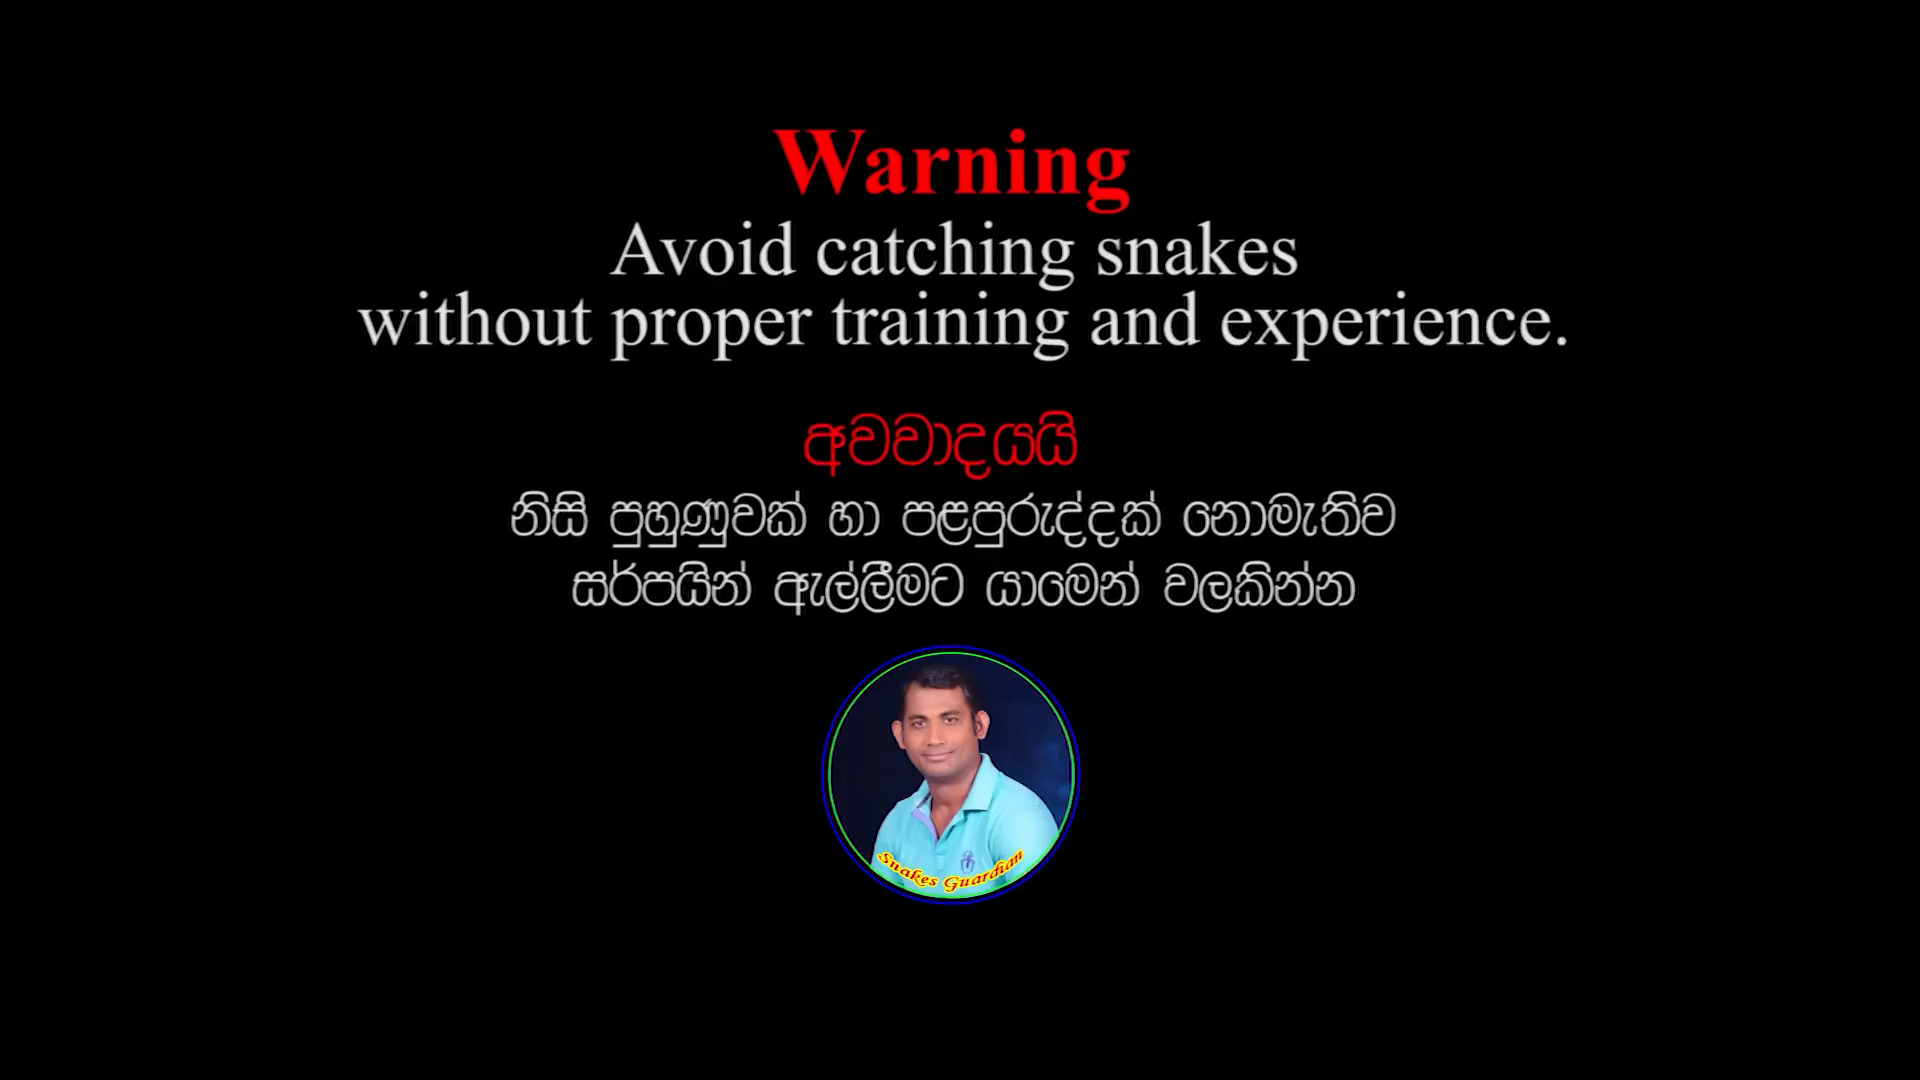 Warning
Avoid catching snakes
without proper training and experience.
අවවාදයයි
නිසි පුහුණුවක් හා පළපුරුද්දක් නොමැතිව
සර්පයින් ඇල්ලීමට යාමෙන් වලකින්න
Snakes Guardian